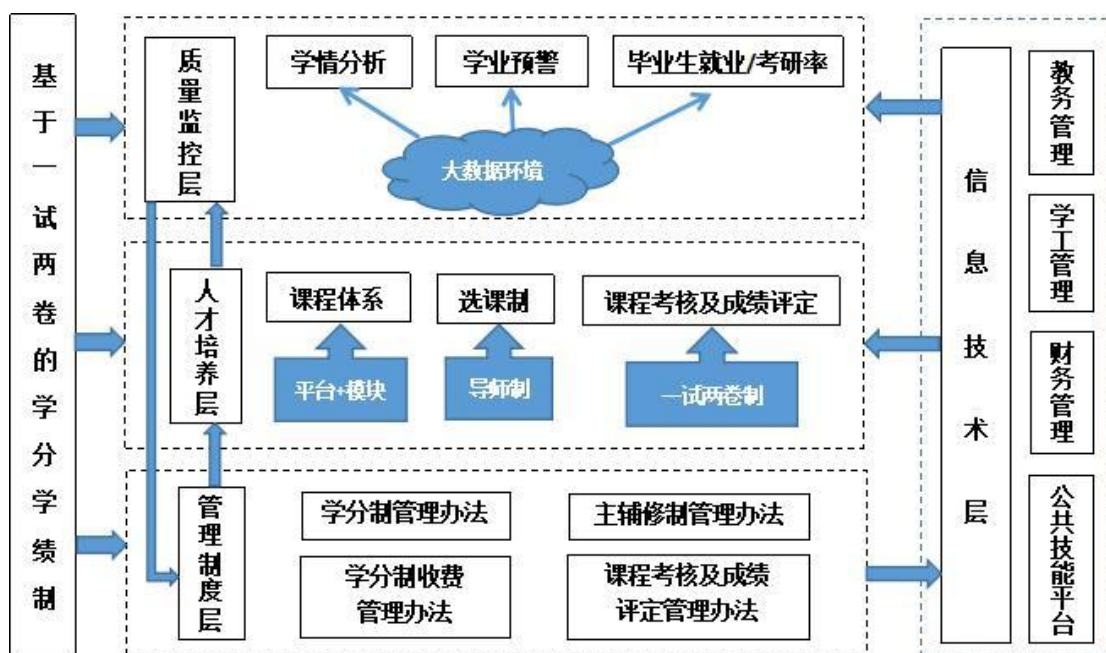 基于一试两卷的学分学绩制
质量监控层
学情分析
学业预警
毕业生就业/考研率
大数据环境
人才培养层
课程体系
选课制
课程考核及成绩评定
平台+模块
导师制
一试两卷制
管理制度层
学分制管理办法
主辅修制管理办法
学分制收费
管理办法
课程考核及成绩
评定管理办法
信息技术层
教务管理
学工管理
财务管理
公共技能平台